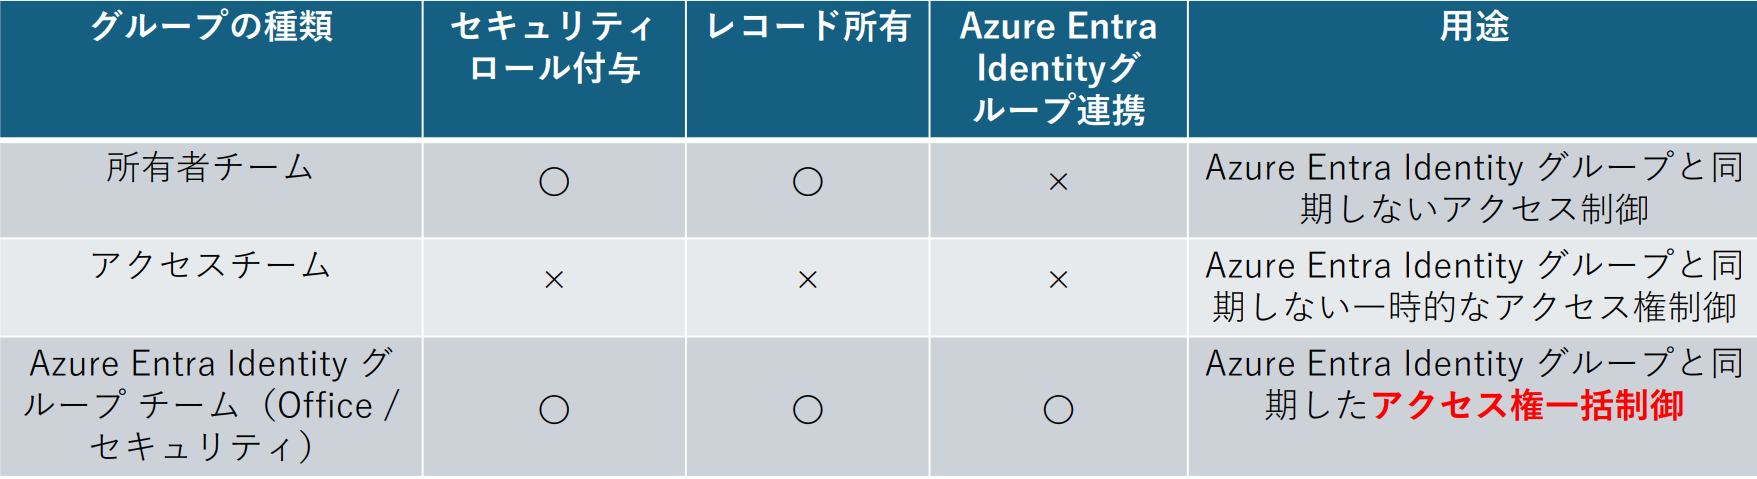 グループの種類
セキュリティ
ロール付与
レコード所有
Azure Entra
Identityグ
ループ連携
用途
所有者チーム
〇
〇
×
Azure Entra Identity グループと同
期しないアクセス制御
アクセスチーム
×
×
×
Azure Entra Identity グループと同
期しない一時的なアクセス権制御
Azure Entra Identity グ
ループ チーム（Office /
セキュリティ）
〇
〇
〇
Azure Entra Identity グループと同
期したアクセス権一括制御